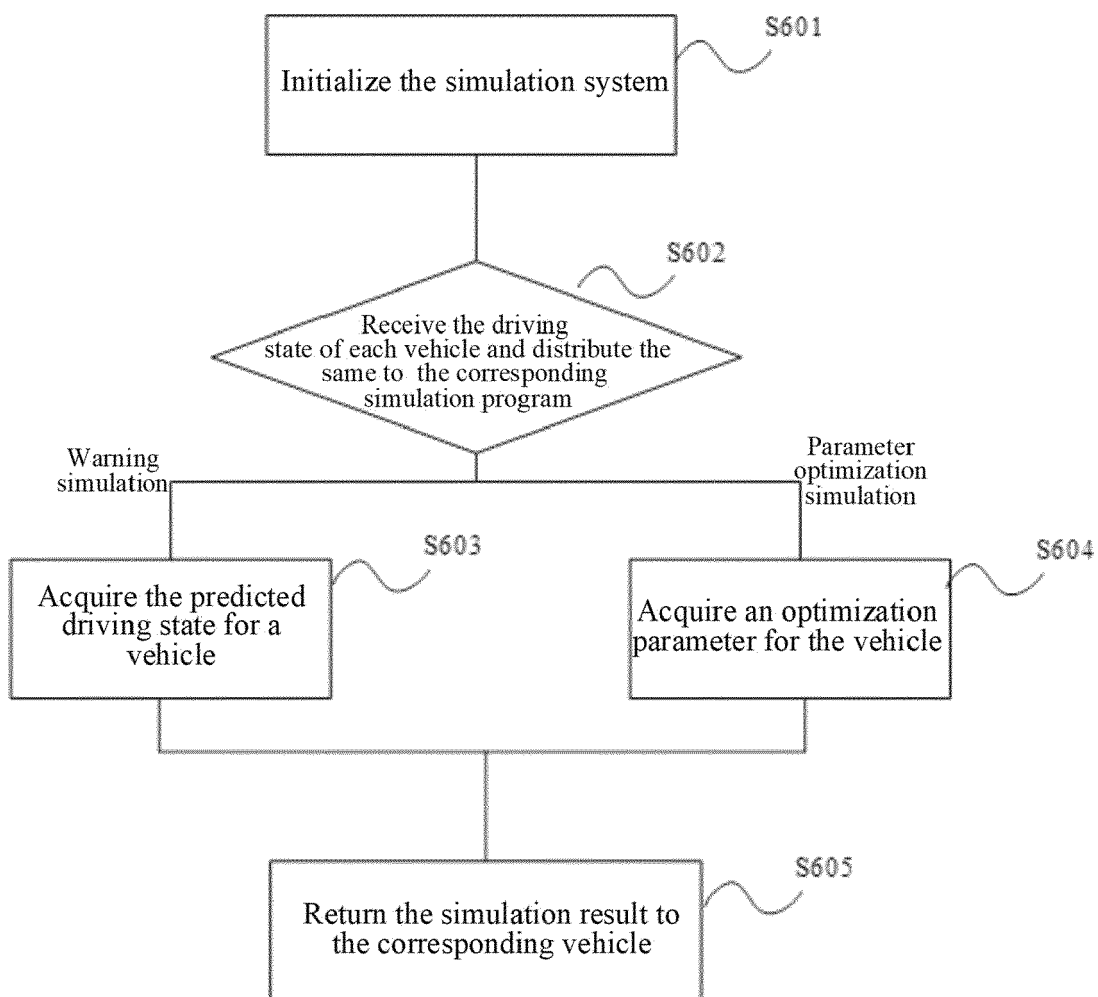 S601
Initialize the simulation system
S602
Receive the driving
state of each vehicle and distribute the
same to the corresponding
simulation program
Warning
simulation
Parameter
optimization
simulation
S603
Acquire the predicted
driving state for a
vehicle
S604
Acquire an optimization
parameter for the vehicle
S605
Return the simulation result to
the corresponding vehicle